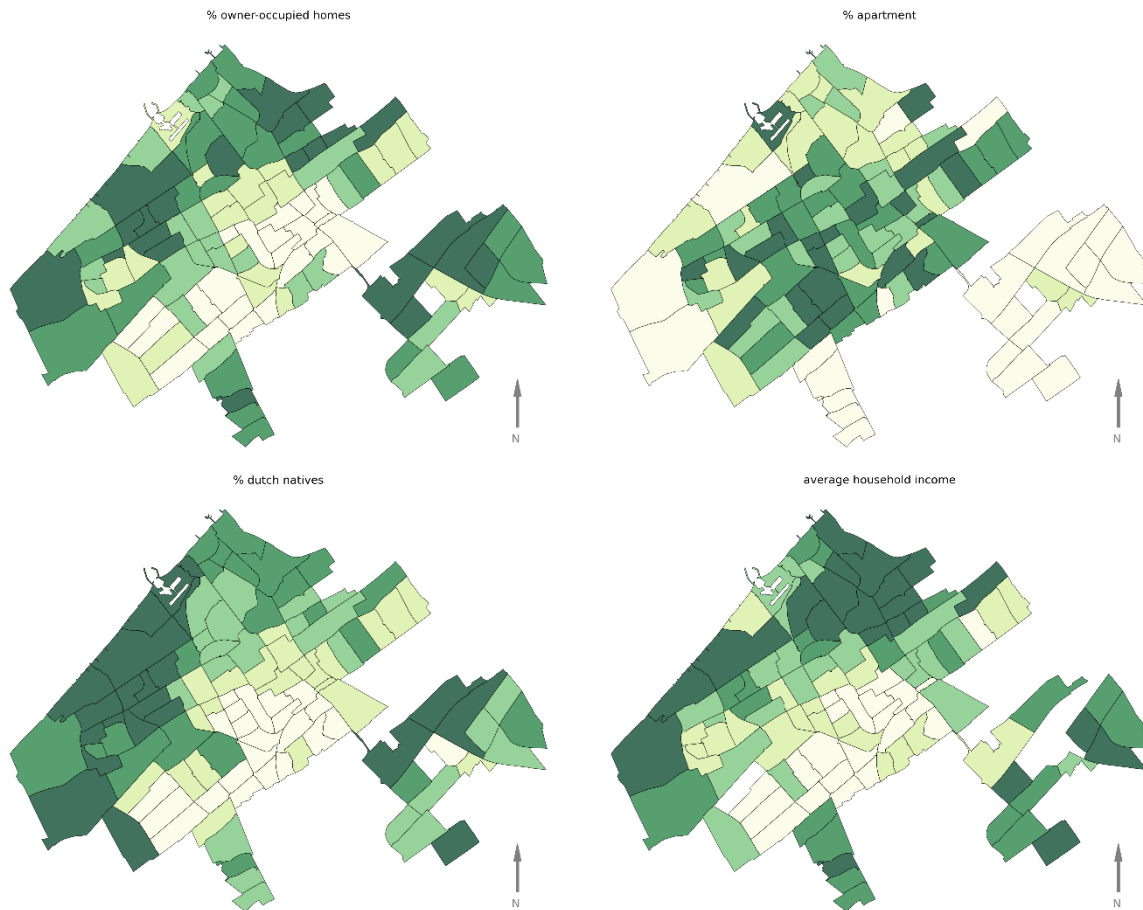 % owner-occupied homes
% apartment
N
N
% dutch natives
average household income
N
N